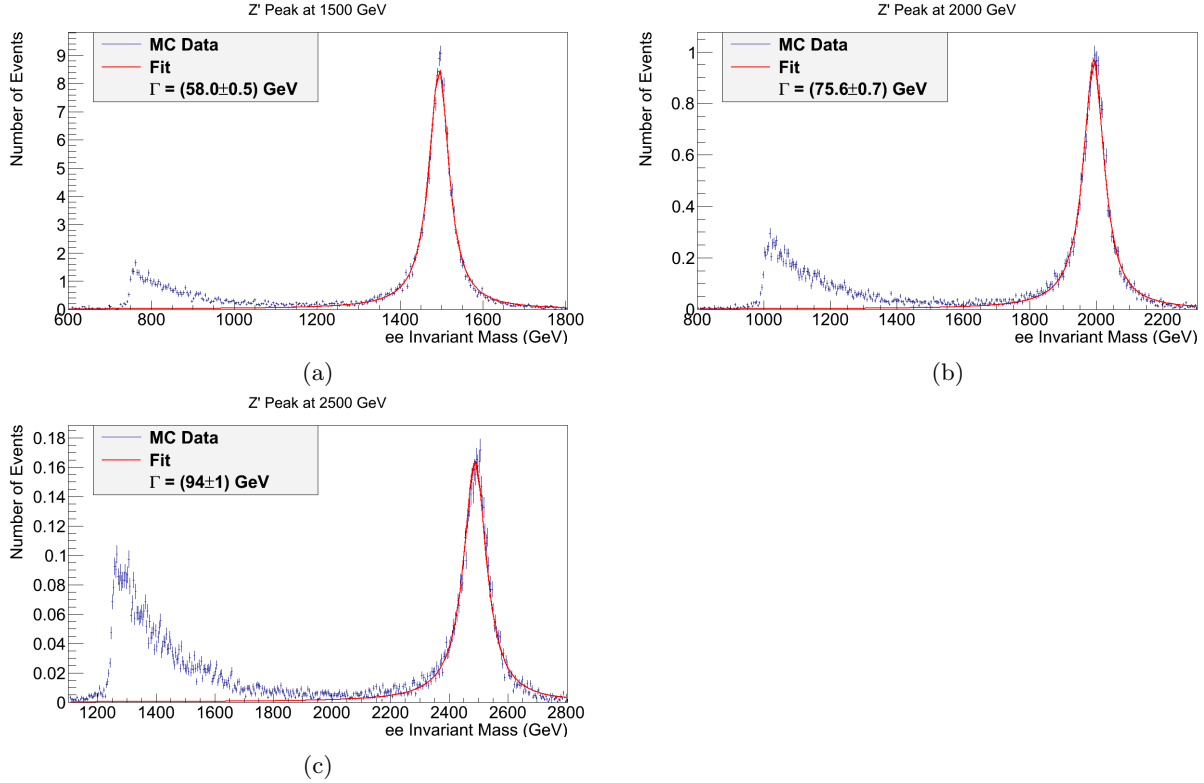 Z' Peak at 1500 GeV
Number of Events
MC Data
Fit
Γ = (58.0±0.5) GeV
9
8
7
6
5
4
3
2
1
0
600 800 1000 1200 1400 1600 1800
ee Invariant Mass (GeV)
(a)
Z' Peak at 2000 GeV
Number of Events
MC Data
Fit
Γ = (75.6±0.7) GeV
1
0.8
0.6
0.4
0.2
0
800 1000 1200 1400 1600 1800 2000 2200
ee Invariant Mass (GeV)
(b)
Z' Peak at 2500 GeV
Number of Events
MC Data
Fit
Γ = (94±1) GeV
0.18
0.16
0.14
0.12
0.1
0.08
0.06
0.04
0.02
0
1200 1400 1600 1800 2000 2200 2400 2600 2800
ee Invariant Mass (GeV)
(c)